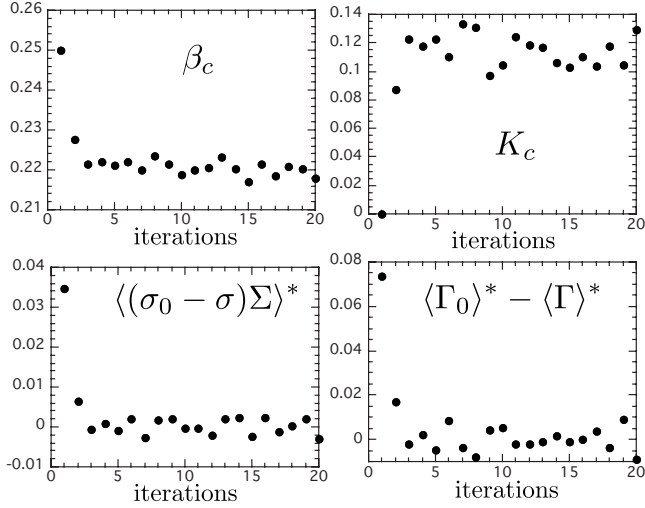 0.26
0.25
0.24
0.23
0.22
0.21
β_c
0 5 10 15 20
iterations
0.14
0.12
0.1
0.08
0.06
0.04
0.02
0
K_c
0 5 10 15 20
iterations
0.04
0.03
0.02
0.01
0
-0.01
⟨(σ₀ − σ)Σ⟩*
0 5 10 15 20
iterations
0.08
0.06
0.04
0.02
0
⟨Γ₀⟩* − ⟨Γ⟩*
0 5 10 15 20
iterations